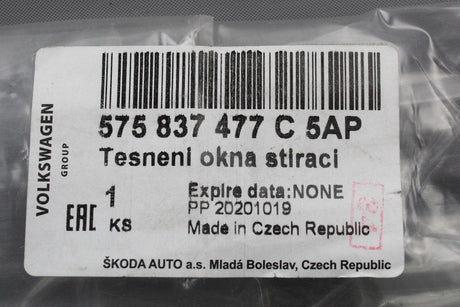 575 837 477 C 5AP
Tesneni okna stiraci
VOLKSWAGEN
GROUP
1
KS
EAC
Expire data:NONE
PP 20201019
Made in Czech Republic
ŠKODA AUTO a.s. Mladá Boleslav, Czech Republic